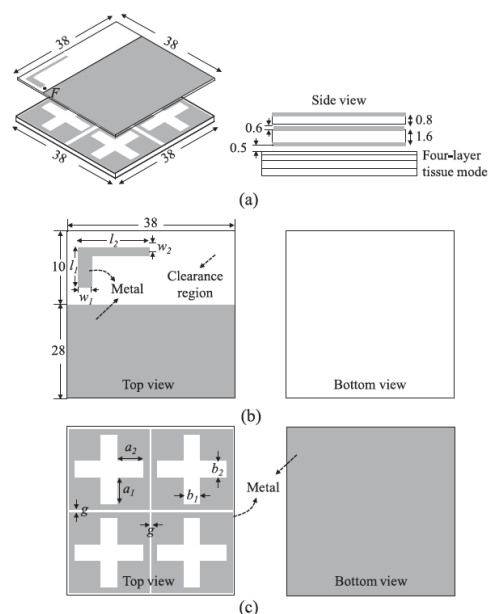 38
38
F
38
38
Side view
0.6
0.8
1.6
0.5
Four-layer
tissue mode
(a)
38
l2
w2
10
l1
w1
Metal
Clearance
region
28
Top view
Bottom view
(b)
a2
b2
a1
b1
g
g
Metal
Top view
Bottom view
(c)